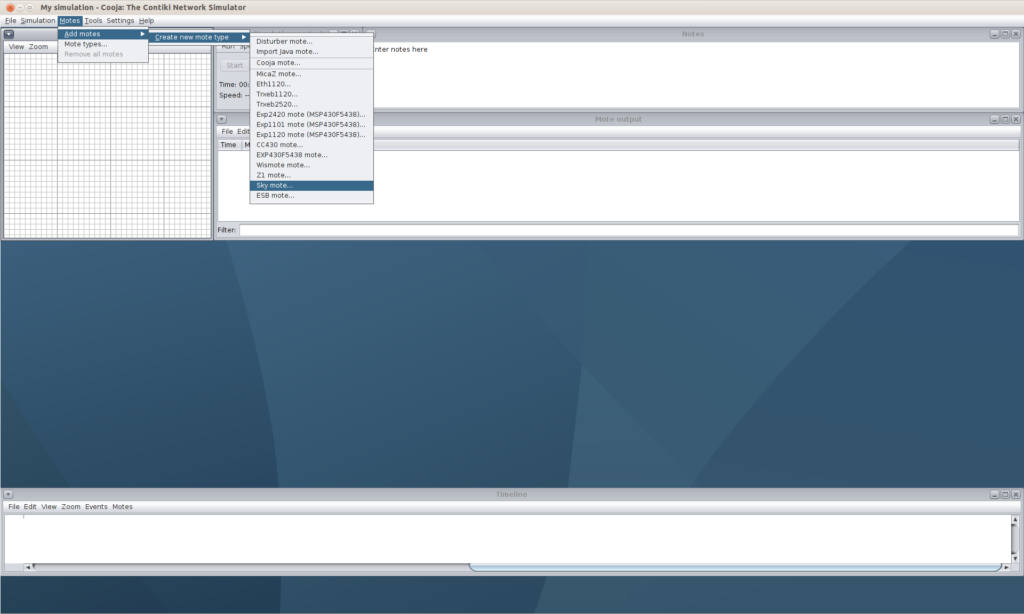 My simulation - Cooja: The Contiki Network Simulator
File Simulation Motes Tools Settings Help
Add motes
Mote types...
Remove all motes
Create new mote type
Disturber mote...
Import Java mote...
Cooja mote...
MicaZ mote...
Eth1120...
Trxeb1120...
Trxeb2520...
Exp2420 mote (MSP430F5438)...
Exp1101 mote (MSP430F5438)...
Exp1120 mote (MSP430F5438)...
CC430 mote...
EXP430F5438 mote...
Wismote mote...
Z1 mote...
Sky mote...
ESB mote...
View Zoom
Start
Time: 00:
Speed: --
Notes
nter notes here
Mote output
File Edit
Time M
Filter:
Timeline
File Edit View Zoom Events Motes